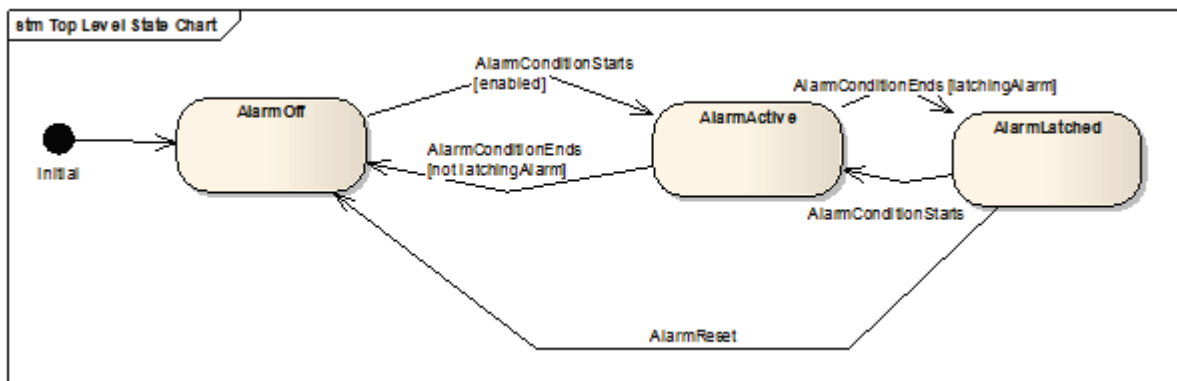 stm Top Level State Chart
AlarmConditionStarts
[enabled]
AlarmConditionEnds [latchingAlarm]
AlarmOff
AlarmActive
AlarmLatched
Initial
AlarmConditionEnds
[not latchingAlarm]
AlarmConditionStarts
AlarmReset